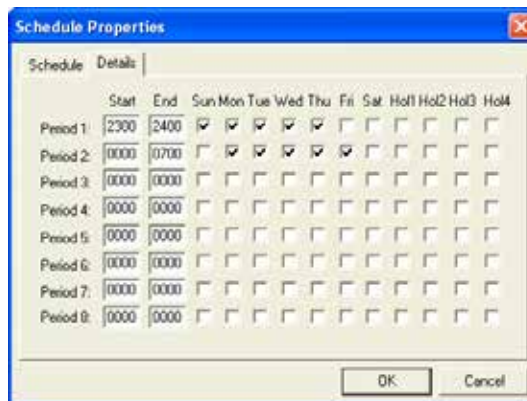 Schedule Properties
Schedule Details
Start End Sun Mon Tue Wed Thu Fri Sat Hol1 Hol2 Hol3 Hol4
Period 1: 2300 2400
Period 2: 0000 0700
Period 3: 0000 0000
Period 4: 0000 0000
Period 5: 0000 0000
Period 6: 0000 0000
Period 7: 0000 0000
Period 8: 0000 0000
OK Cancel